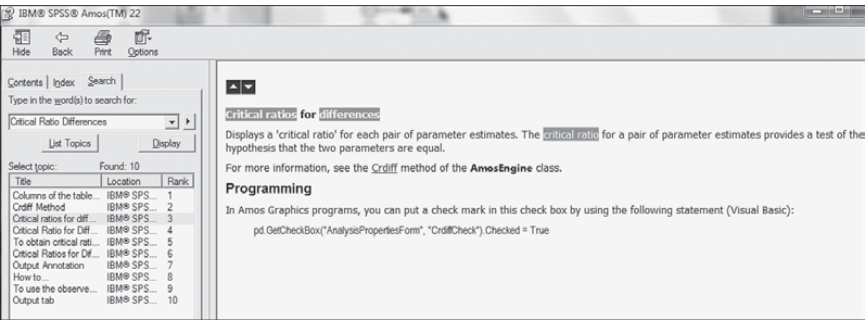 IBM® SPSS® Amos(TM) 22
Hide Back Print Options
Contents Index Search
Type in the word(s) to search for:
Critical Ratio Differences
List Topics Display
Select topic: Found: 10
Title Location Rank
Columns of the table... IBM® SPS... 1
Crdiff Method IBM® SPS... 2
Critical ratios for diff... IBM® SPS... 3
Critical Ratio for Diff... IBM® SPS... 4
To obtain critical rati... IBM® SPS... 5
Critical Ratios for Dif... IBM® SPS... 6
Output Annotation IBM® SPS... 7
How to... IBM® SPS... 8
To use the observe... IBM® SPS... 9
Output tab IBM® SPS... 10
Critical ratios for differences
Displays a 'critical ratio' for each pair of parameter estimates. The critical ratio for a pair of parameter estimates provides a test of the
hypothesis that the two parameters are equal.
For more information, see the Crdiff method of the AmosEngine class.
Programming
In Amos Graphics programs, you can put a check mark in this check box by using the following statement (Visual Basic):
pd.GetCheckBox("AnalysisPropertiesForm", "CrdiffCheck").Checked = True